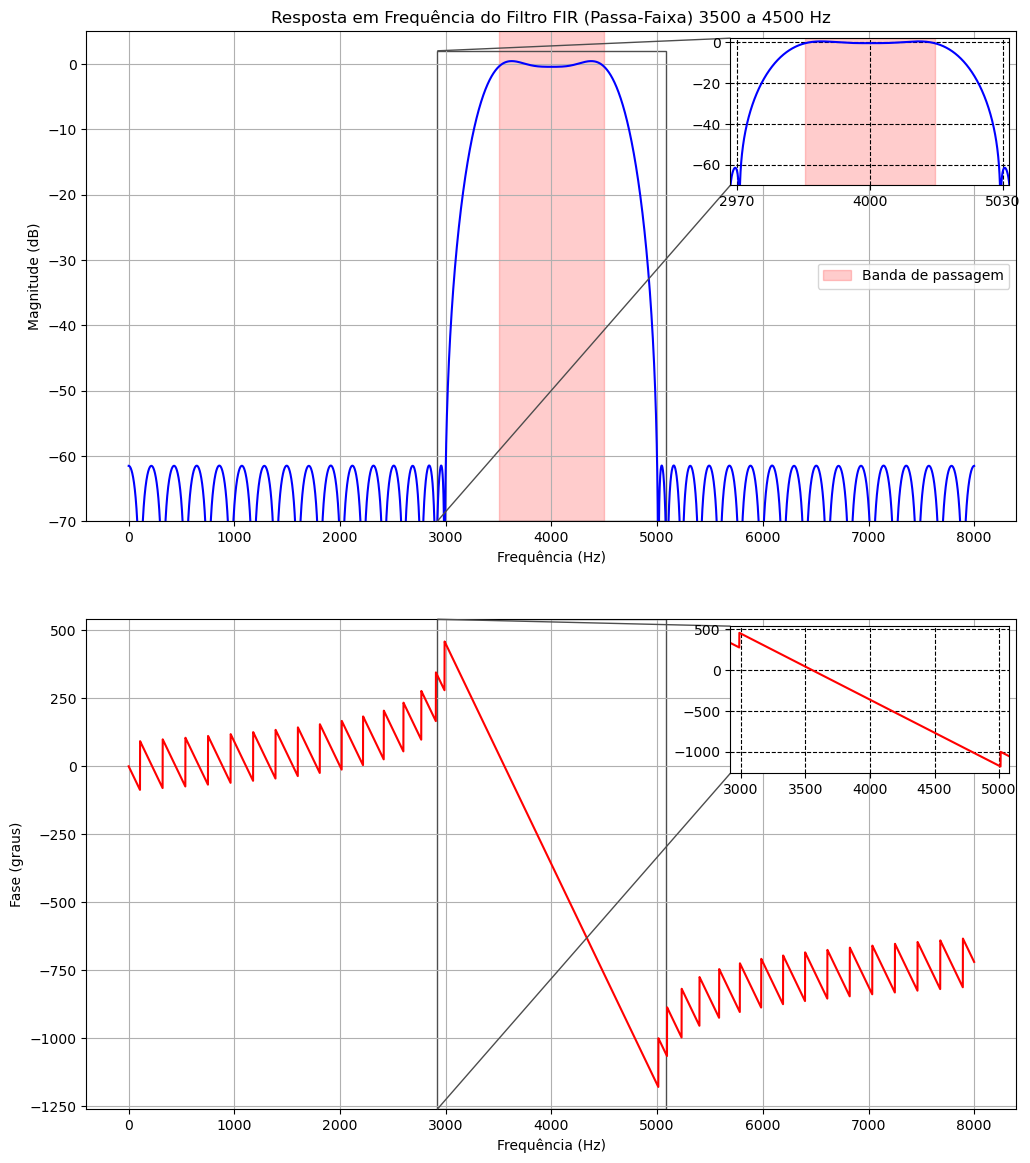 Resposta em Frequência do Filtro FIR (Passa-Faixa) 3500 a 4500 Hz
0
−10
−20
−30
−40
−50
−60
−70
Magnitude (dB)
0
−20
−40
−60
2970 4000 5030
Banda de passagem
0 1000 2000 3000 4000 5000 6000 7000 8000
Frequência (Hz)
500
250
0
−250
−500
−750
−1000
−1250
Fase (graus)
500
0
−500
−1000
3000 3500 4000 4500 5000
0 1000 2000 3000 4000 5000 6000 7000 8000
Frequência (Hz)